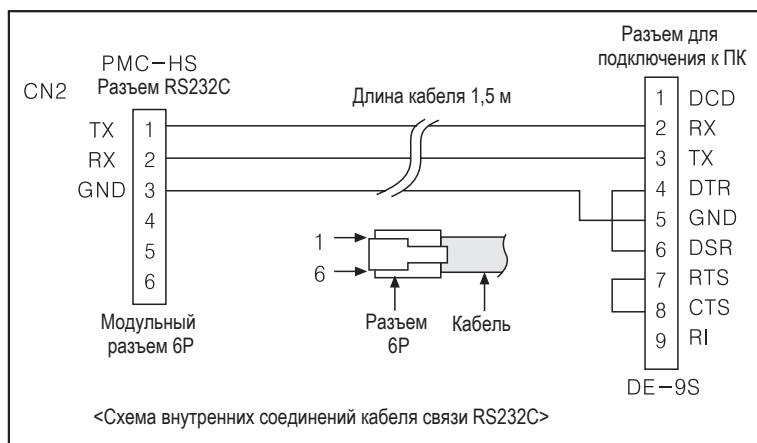 CN2
PMC-HS
Разъем RS232C
TX 1
RX 2
GND 3
4
5
6
Модульный
разъем 6P
Длина кабеля 1,5 м
1
6
Разъем
6P
Кабель
Разъем для
подключения к ПК
1 DCD
2 RX
3 TX
4 DTR
5 GND
6 DSR
7 RTS
8 CTS
9 RI
DE-9S
<Схема внутренних соединений кабеля связи RS232C>